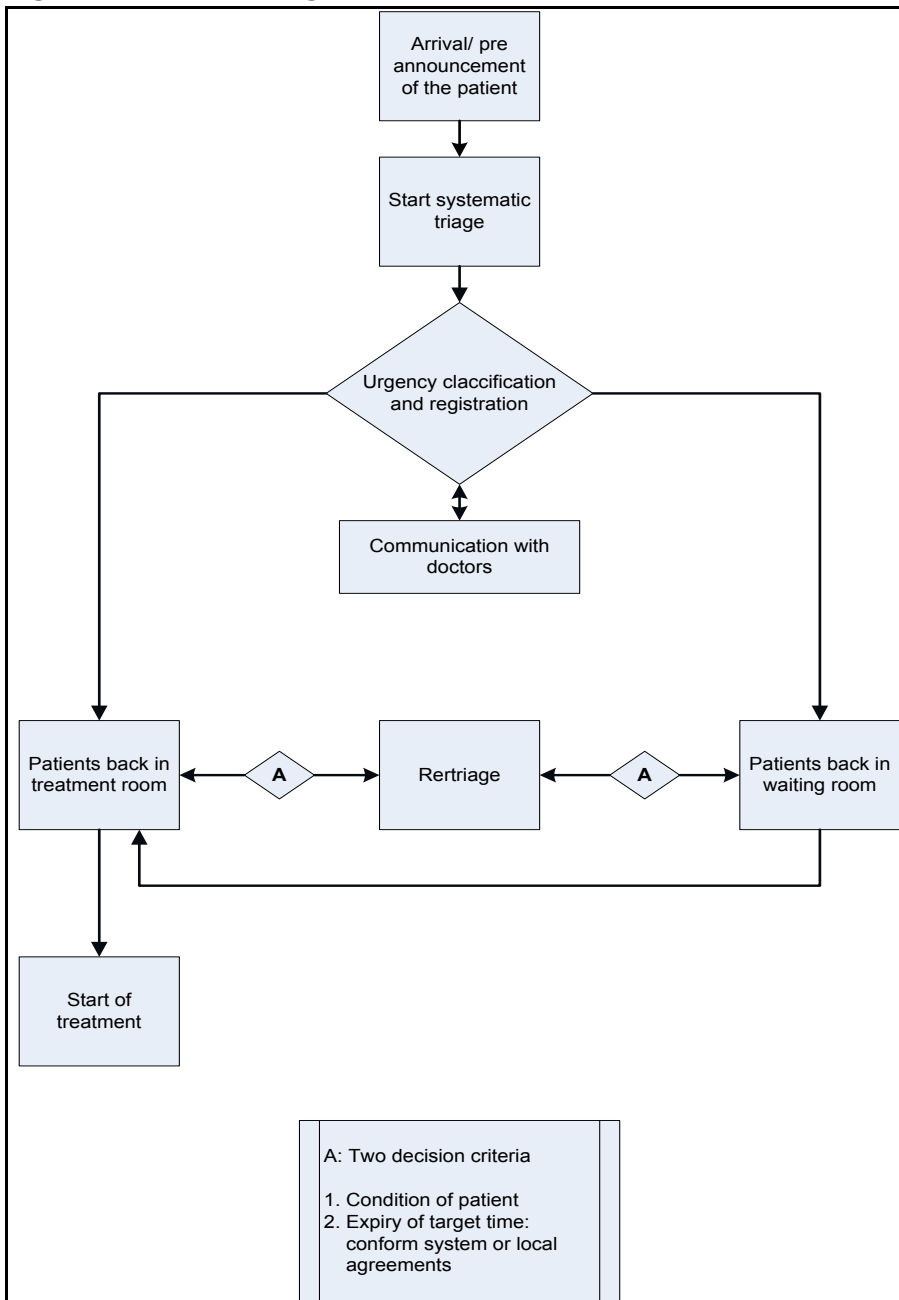 Arrival/ pre
announcement
of the patient
Start systematic
triage
Urgency claccification
and registration
Communication with
doctors
Patients back in
treatment room
A
Rertriage
A
Patients back in
waiting room
Start of
treatment
A: Two decision criteria
1. Condition of patient
2. Expiry of target time:
conform system or local
agreements